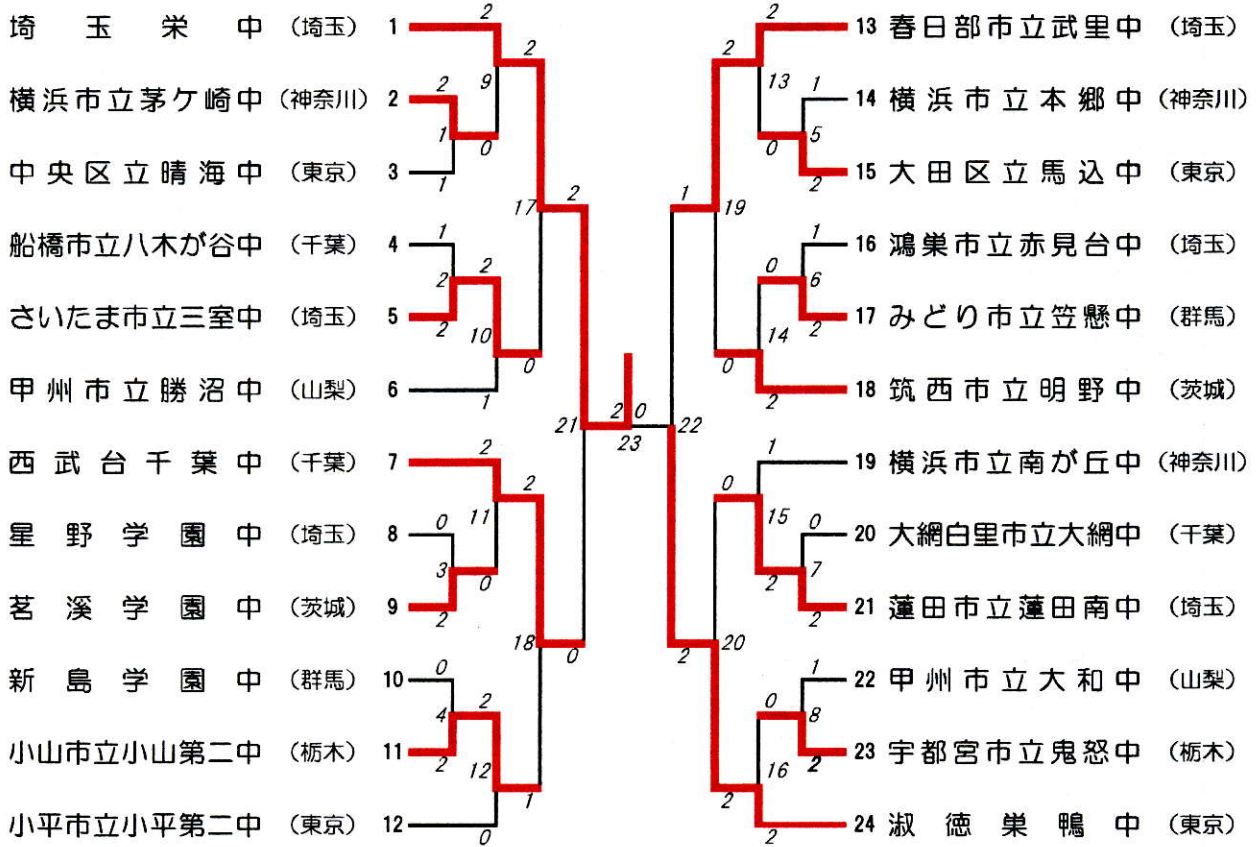 埼玉栄中 (埼玉) 1
横浜市立茅ケ崎中 (神奈川) 2
中央区立晴海中 (東京) 3
船橋市立八木が谷中 (千葉) 4
さいたま市立三室中 (埼玉) 5
甲州市立勝沼中 (山梨) 6
西武台千葉中 (千葉) 7
星野学園中 (埼玉) 8
茗溪学園中 (茨城) 9
新島学園中 (群馬) 10
小山市立小山第二中 (栃木) 11
小平市立小平第二中 (東京) 12
2
2
9
2
1
0
1
17
2
1
2
2
10
2
0
1
21
2
2
11
0
3
0
2
18
0
0
2
4
2
12
1
0
2 0
23
2
2
13
1
0
5
2
1
19
1
0
6
14
2
0
2
22
1
0
15
0
7
2
2
2
20
1
0
8
16
2
2
2
13 春日部市立武里中 (埼玉)
14 横浜市立本郷中 (神奈川)
15 大田区立馬込中 (東京)
16 鴻巣市立赤見台中 (埼玉)
17 みどり市立笠懸中 (群馬)
18 筑西市立明野中 (茨城)
19 横浜市立南が丘中 (神奈川)
20 大網白里市立大網中 (千葉)
21 蓮田市立蓮田南中 (埼玉)
22 甲州市立大和中 (山梨)
23 宇都宮市立鬼怒中 (栃木)
24 淑徳巣鴨中 (東京)